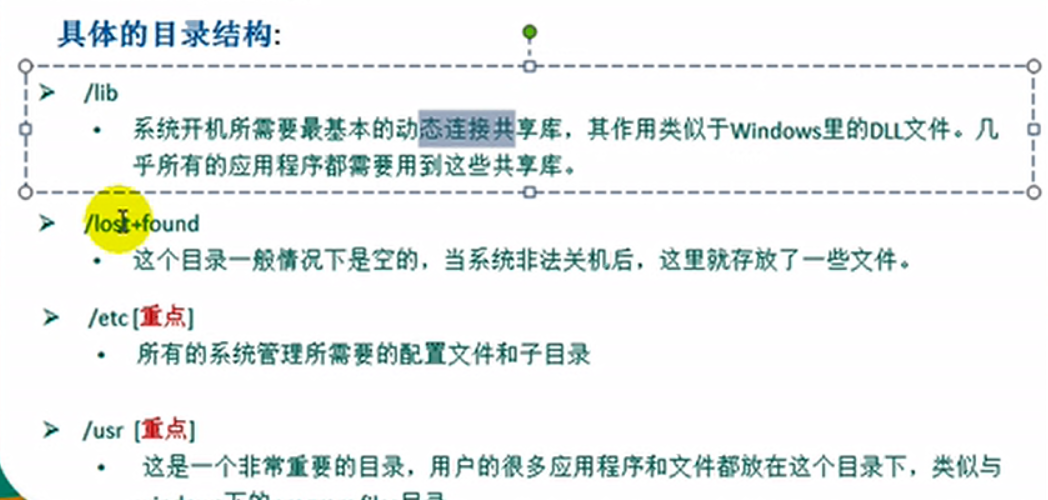 具体的目录结构:
/lib
系统开机所需要最基本的动态连接共享库，其作用类似于Windows里的DLL文件。几
乎所有的应用程序都需要用到这些共享库。
/lost+found
这个目录一般情况下是空的，当系统非法关机后，这里就存放了一些文件。
/etc [重点]
所有的系统管理所需要的配置文件和子目录
/usr [重点]
这是一个非常重要的目录，用户的很多应用程序和文件都放在这个目录下，类似与
下的 目录